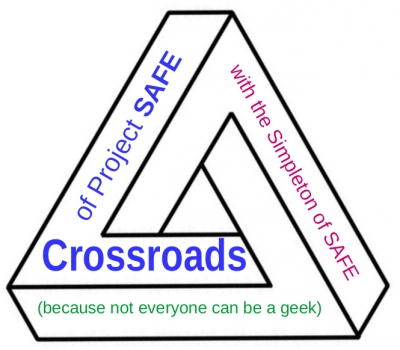 Crossroads
of Project SAFE
with the Simpleton of SAFE
(because not everyone can be a geek)